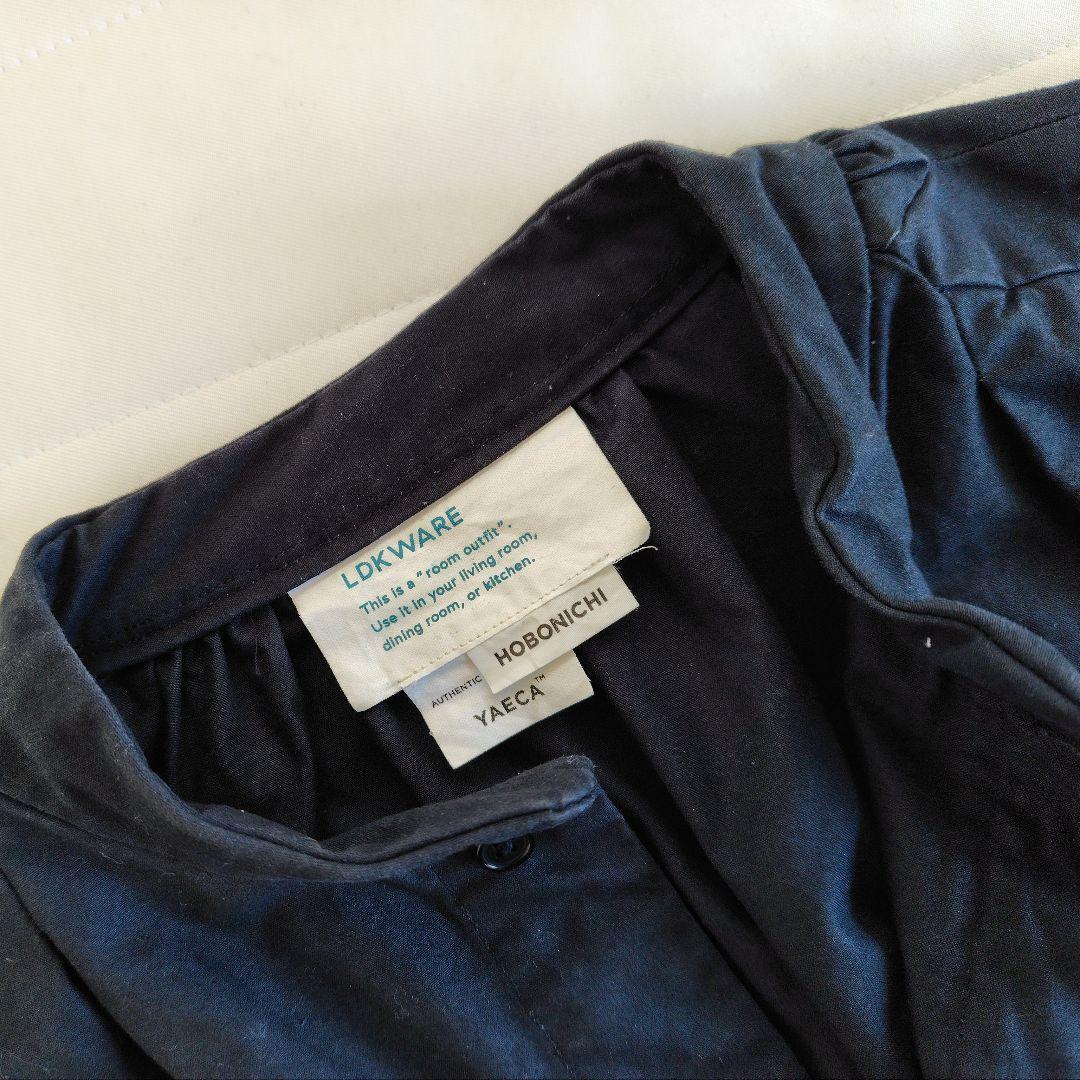 LDKWARE
This is a "room outfit".
Use it in your living room,
dining room, or kitchen.
HOBONICHI
AUTHENTIC
YAECA™